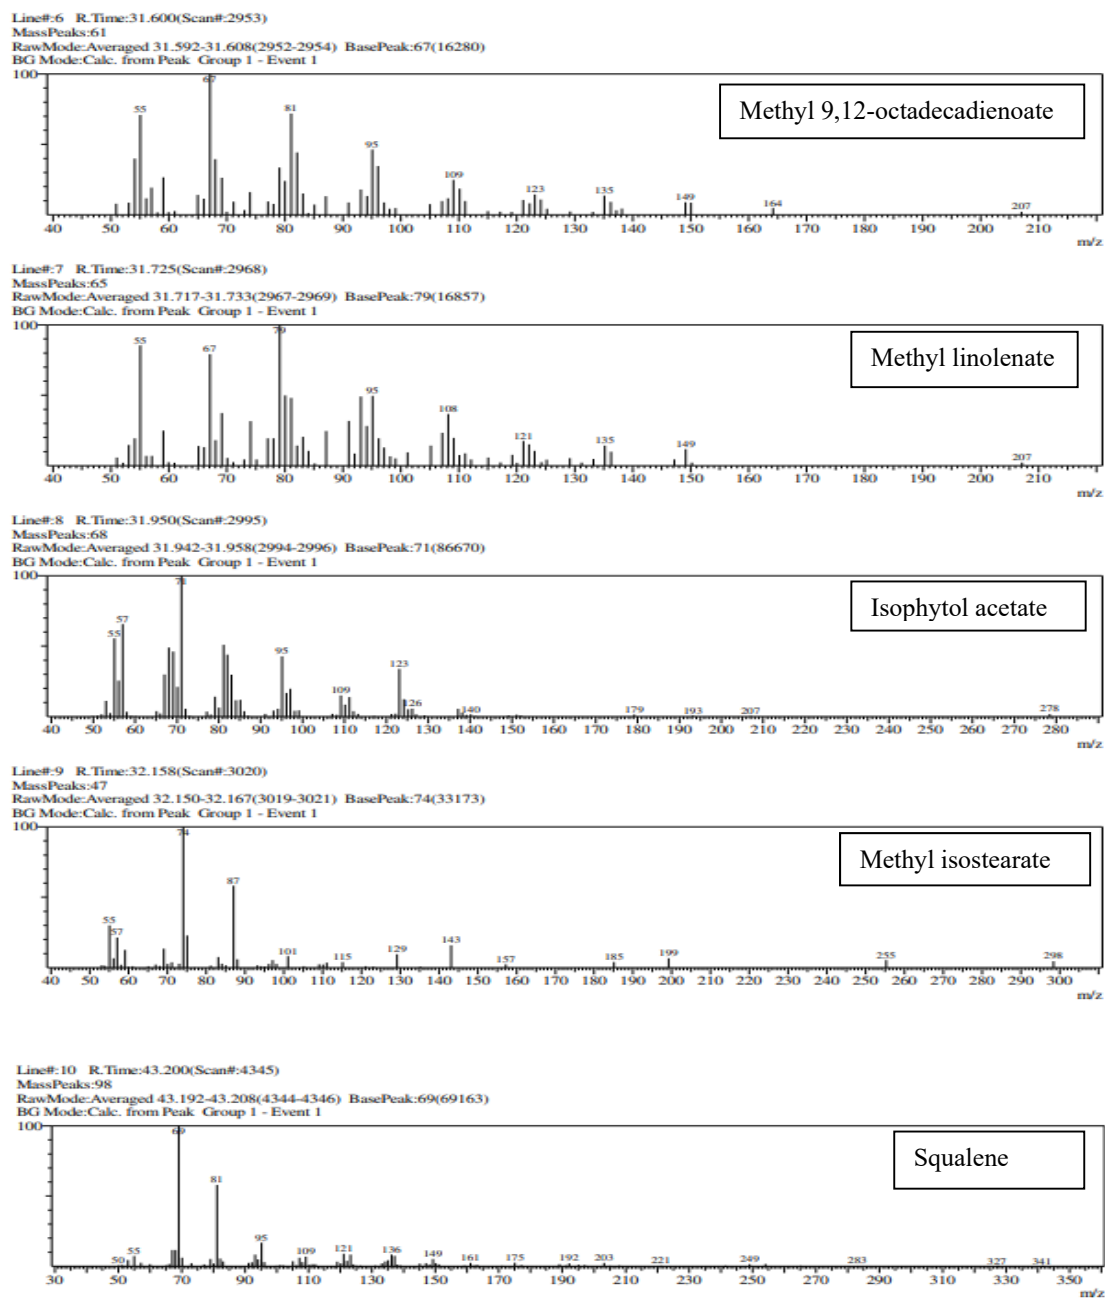 Line#:6 R.Time:31.600(Scan#:2953)
MassPeaks:61
RawMode:Averaged 31.592-31.608(2952-2954) BasePeak:67(16280)
BG Mode:Calc. from Peak Group 1 - Event 1
100
67
Methyl 9,12-octadecadienoate
55 81
95
109
123 135 149 164 207
40 50 60 70 80 90 100 110 120 130 140 150 160 170 180 190 200 210
m/z
Line#:7 R.Time:31.725(Scan#:2968)
MassPeaks:65
RawMode:Averaged 31.717-31.733(2967-2969) BasePeak:79(16857)
BG Mode:Calc. from Peak Group 1 - Event 1
100
79
55 67
Methyl linolenate
95
108
121 135 149 207
40 50 60 70 80 90 100 110 120 130 140 150 160 170 180 190 200 210
m/z
Line#:8 R.Time:31.950(Scan#:2995)
MassPeaks:68
RawMode:Averaged 31.942-31.958(2994-2996) BasePeak:71(86670)
BG Mode:Calc. from Peak Group 1 - Event 1
100
71
Isophytol acetate
55 57
95 123
109 126 140 179 193 207 278
40 50 60 70 80 90 100 110 120 130 140 150 160 170 180 190 200 210 220 230 240 250 260 270 280
m/z
Line#:9 R.Time:32.158(Scan#:3020)
MassPeaks:47
RawMode:Averaged 32.150-32.167(3019-3021) BasePeak:74(33173)
BG Mode:Calc. from Peak Group 1 - Event 1
100
74
Methyl isostearate
87
55 57
101 115 129 143 157 185 199 255 298
40 50 60 70 80 90 100 110 120 130 140 150 160 170 180 190 200 210 220 230 240 250 260 270 280 290 300
m/z
Line#:10 R.Time:43.200(Scan#:4345)
MassPeaks:98
RawMode:Averaged 43.192-43.208(4344-4346) BasePeak:69(69163)
BG Mode:Calc. from Peak Group 1 - Event 1
100
69
Squalene
81
95
50 55 109 121 136 149 161 175 192 203 221 249 283 327 341
30 50 70 90 110 130 150 170 190 210 230 250 270 290 310 330 350
m/z